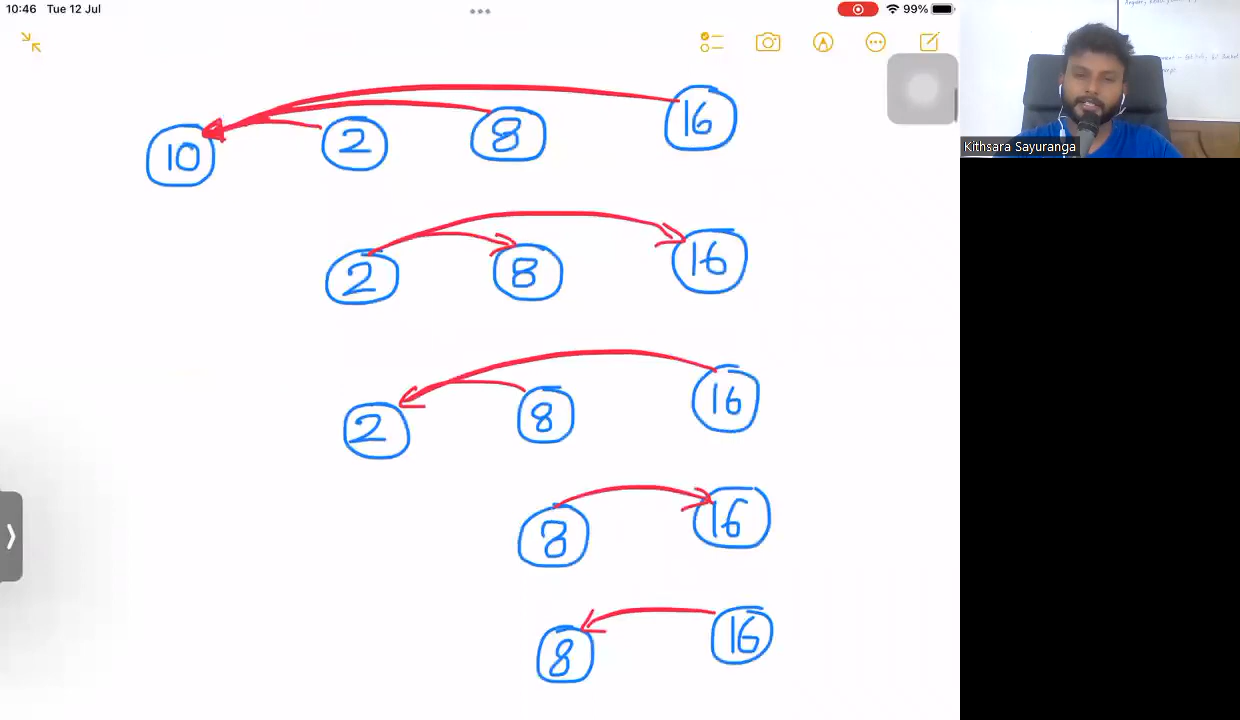 10:46 Tue 12 Jul
99%
10 2 8 16
2 8 16
2 8 16
8 16
8 16
Kithsara Sayuranga